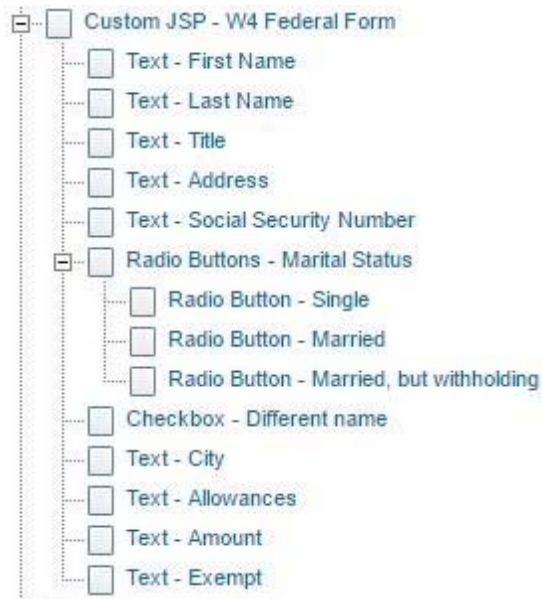 Custom JSP - W4 Federal Form
Text - First Name
Text - Last Name
Text - Title
Text - Address
Text - Social Security Number
Radio Buttons - Marital Status
Radio Button - Single
Radio Button - Married
Radio Button - Married, but withholding
Checkbox - Different name
Text - City
Text - Allowances
Text - Amount
Text - Exempt